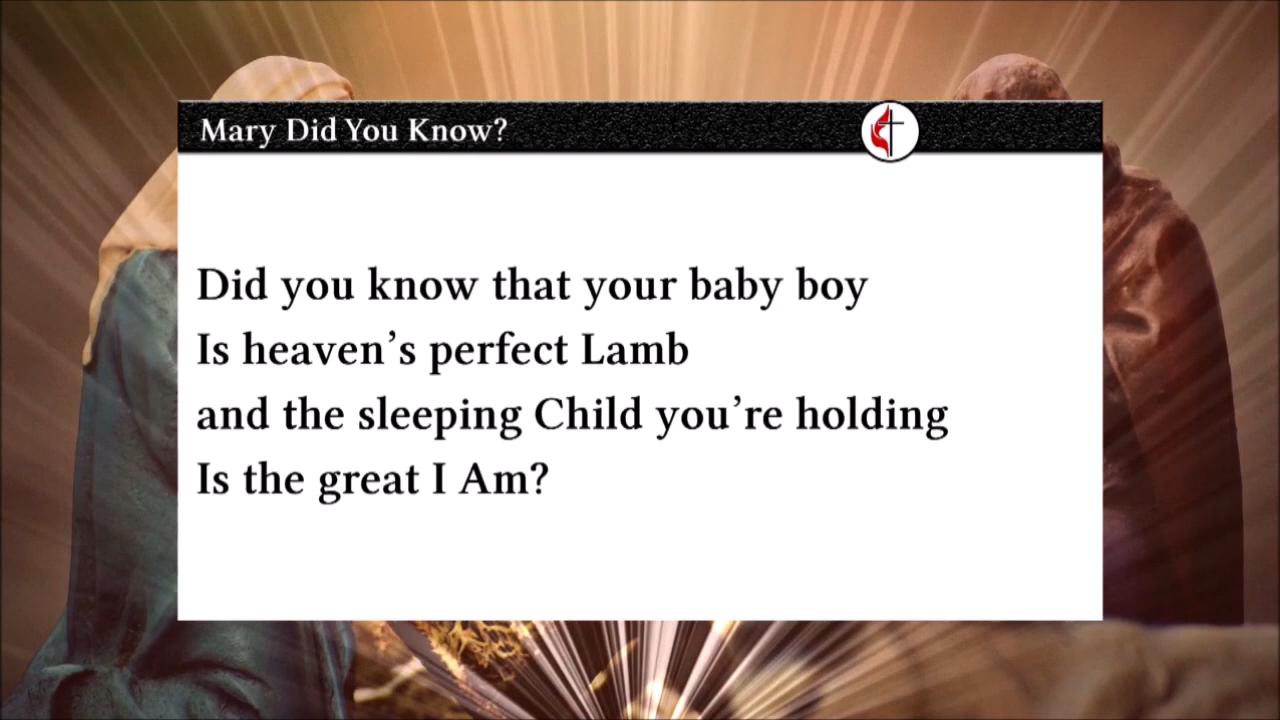 Mary Did You Know?
Did you know that your baby boy
Is heaven’s perfect Lamb
and the sleeping Child you’re holding
Is the great I Am?